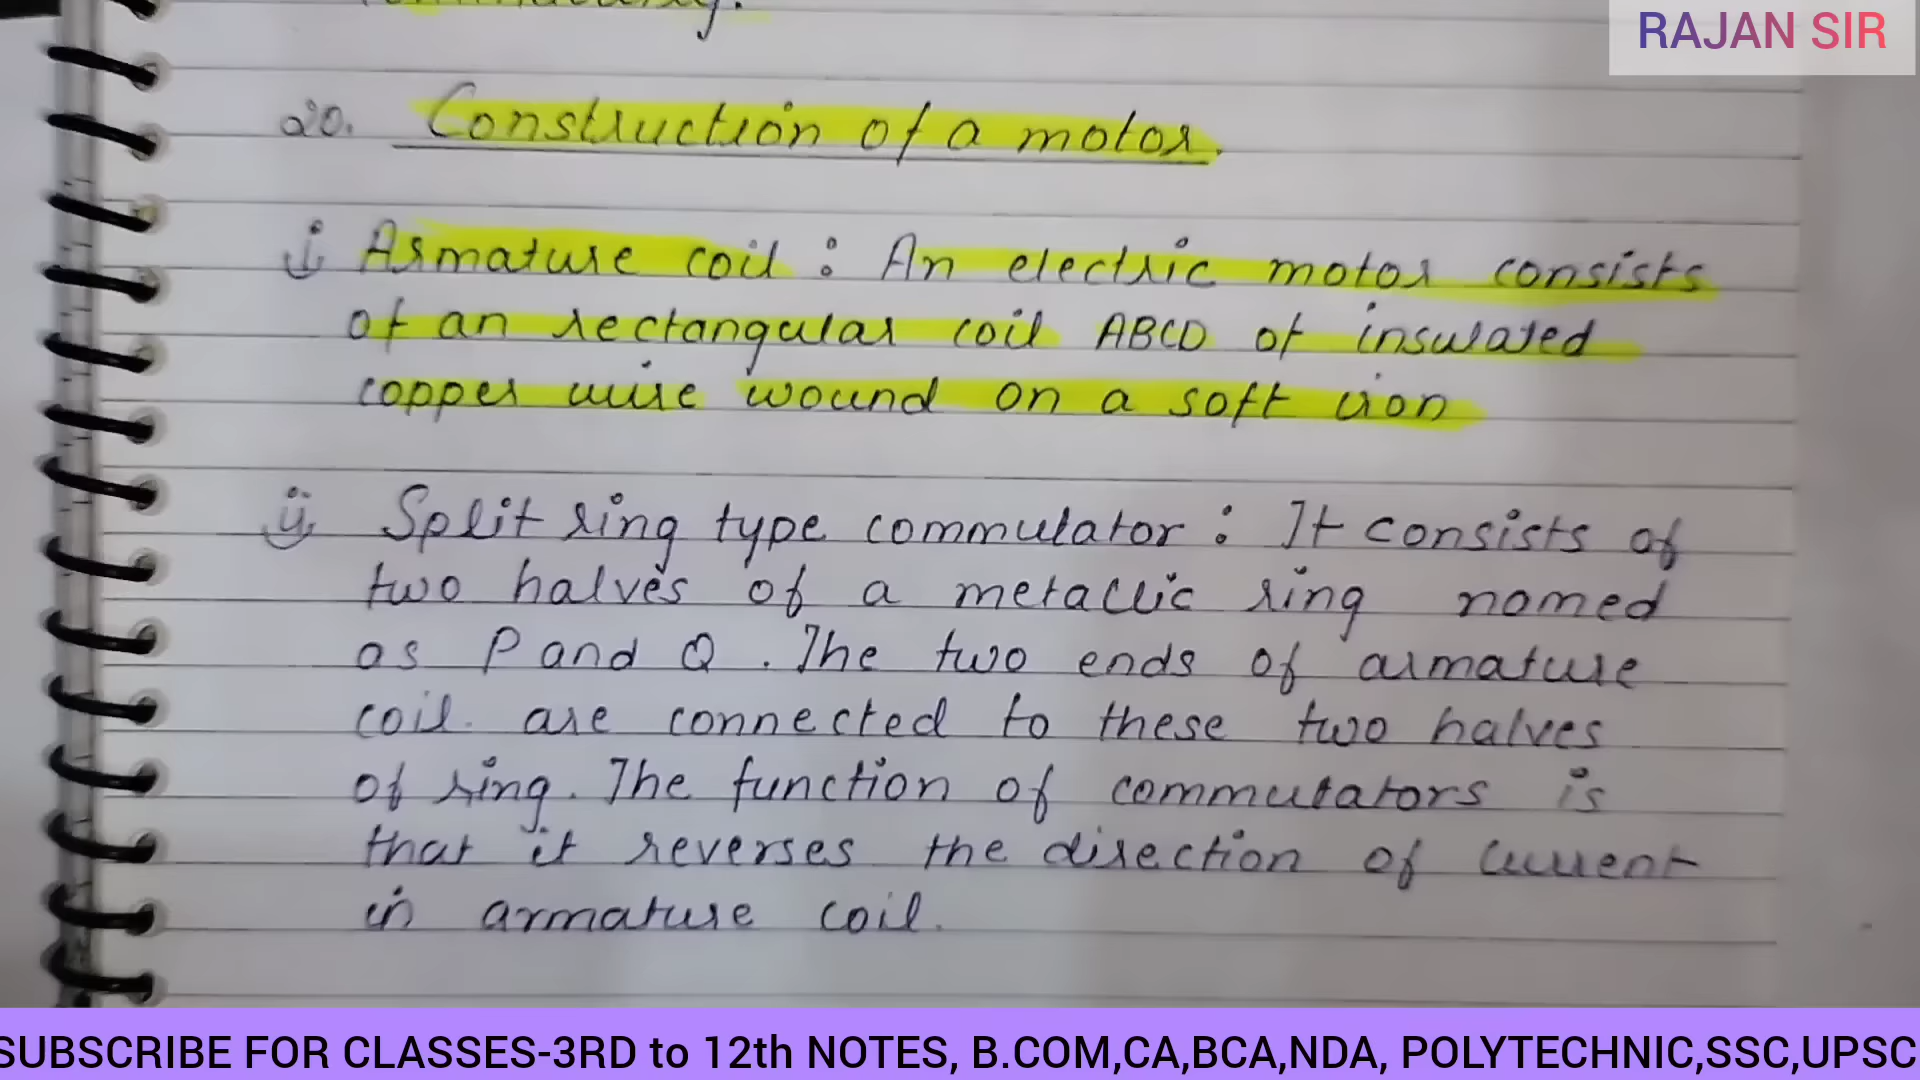 RAJAN SIR
20. Construction of a motor.
i) Armature coil : An electric motor consists
of an rectangular coil ABCD of insulated
copper wire wound on a soft iron
ii) Split ring type commutator : It consists of
two halves of a metallic ring named
as P and Q . The two ends of armature
coil are connected to these two halves
of ring. The function of commutators is
that it reverses the direction of current
in armature coil.
SUBSCRIBE FOR CLASSES-3RD to 12th NOTES, B.COM,CA,BCA,NDA, POLYTECHNIC,SSC,UPSC